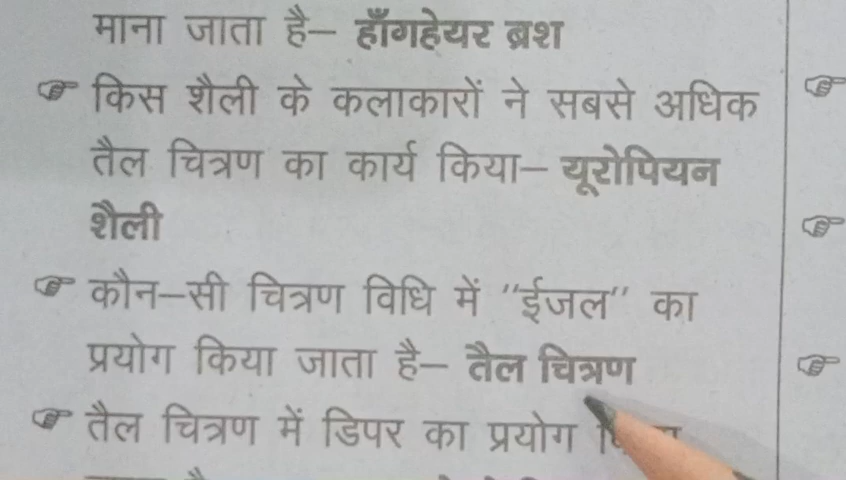 माना जाता है– हॉंगहेयर ब्रश
किस शैली के कलाकारों ने सबसे अधिक
तैल चित्रण का कार्य किया– यूरोपियन
शैली
कौन–सी चित्रण विधि में "ईजल" का
प्रयोग किया जाता है– तैल चित्रण
तैल चित्रण में डिपर का प्रयोग